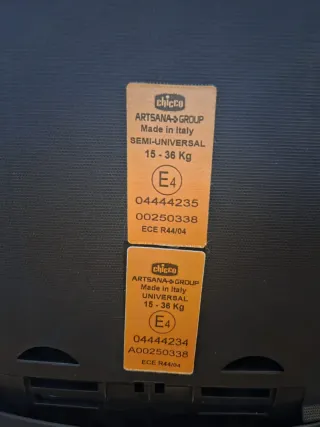 chicco
ARTSANA GROUP
Made in Italy
SEMI-UNIVERSAL
15 - 36 Kg
E4
04444235
00250338
ECE R44/04
chicco
ARTSANA GROUP
Made in Italy
UNIVERSAL
15 - 36 Kg
E4
04444234
A00250338
ECE R44/04